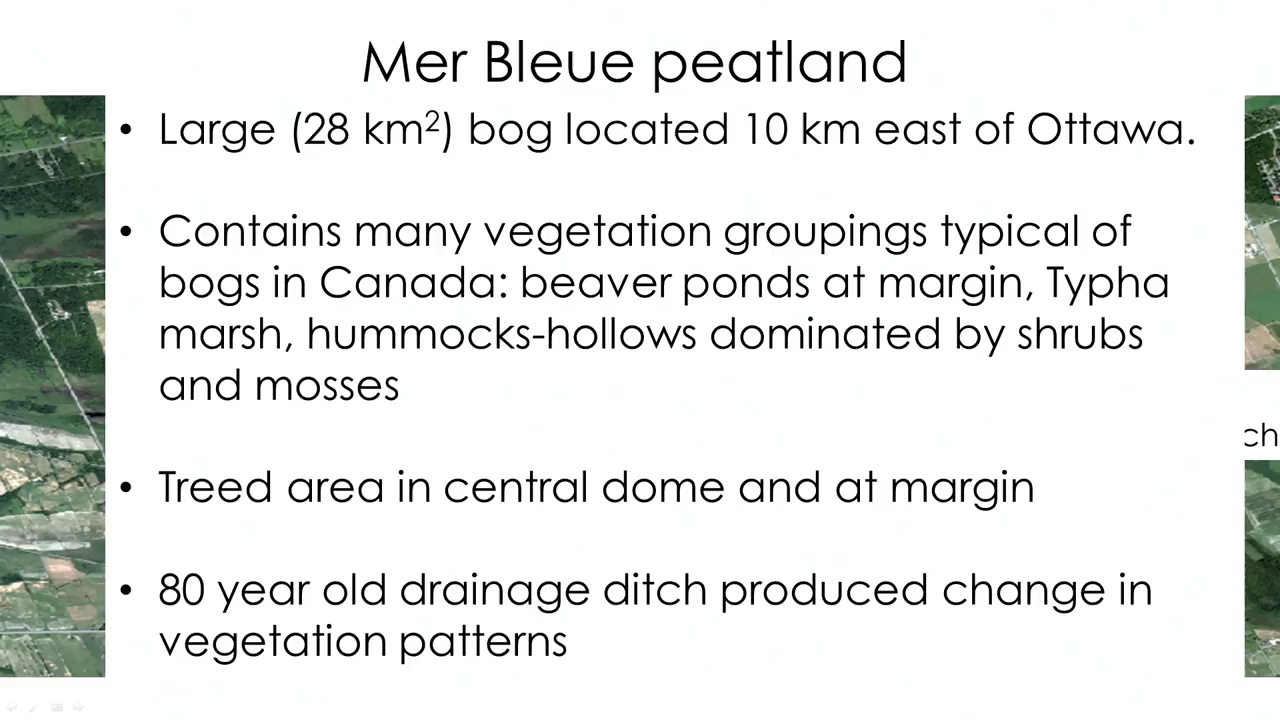 Mer Bleue peatland
• Large (28 km²) bog located 10 km east of Ottawa.
• Contains many vegetation groupings typical of
bogs in Canada: beaver ponds at margin, Typha
marsh, hummocks-hollows dominated by shrubs
and mosses
ch
• Treed area in central dome and at margin
• 80 year old drainage ditch produced change in
vegetation patterns